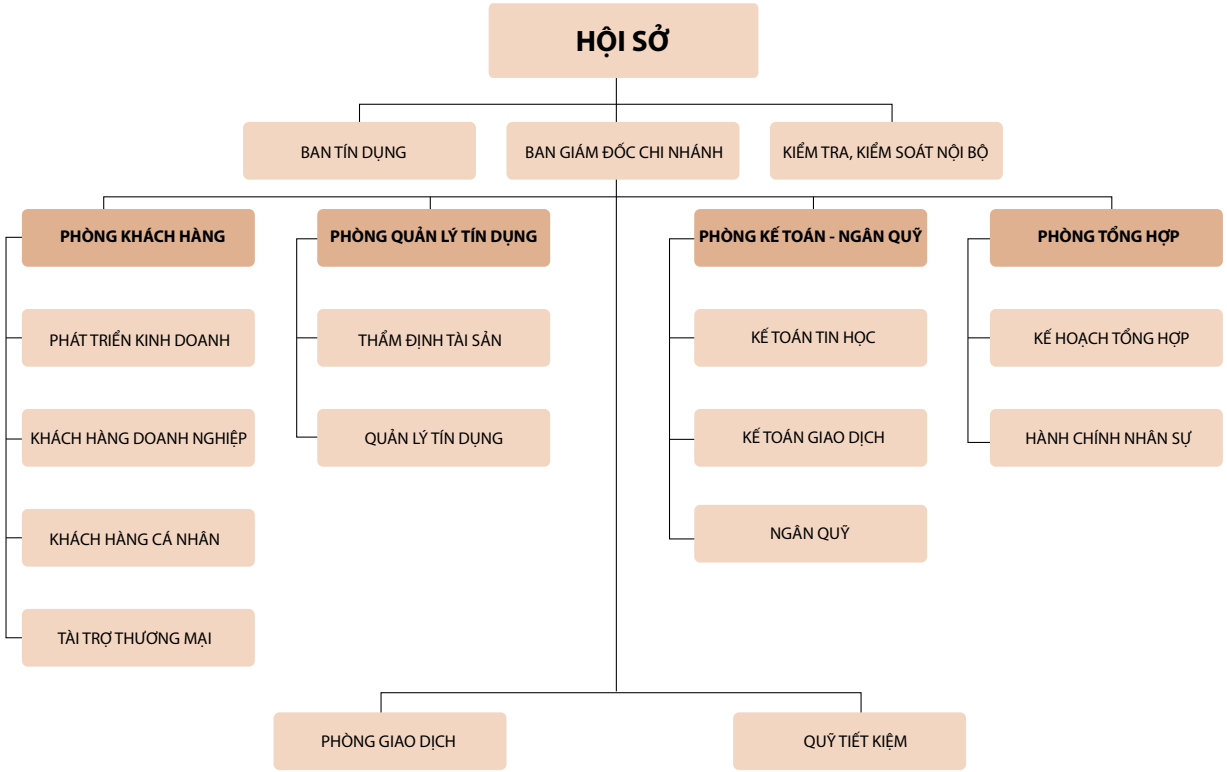 HỘI SỞ
BAN TÍN DỤNG
BAN GIÁM ĐỐC CHI NHÁNH
KIỂM TRA, KIỂM SOÁT NỘI BỘ
PHÒNG KHÁCH HÀNG
PHÒNG QUẢN LÝ TÍN DỤNG
PHÒNG KẾ TOÁN - NGÂN QUỸ
PHÒNG TỔNG HỢP
PHÁT TRIỂN KINH DOANH
THẨM ĐỊNH TÀI SẢN
KẾ TOÁN TIN HỌC
KẾ HOẠCH TỔNG HỢP
KHÁCH HÀNG DOANH NGHIỆP
QUẢN LÝ TÍN DỤNG
KẾ TOÁN GIAO DỊCH
HÀNH CHÍNH NHÂN SỰ
KHÁCH HÀNG CÁ NHÂN
NGÂN QUỸ
TÀI TRỢ THƯƠNG MẠI
PHÒNG GIAO DỊCH
QUỸ TIẾT KIỆM